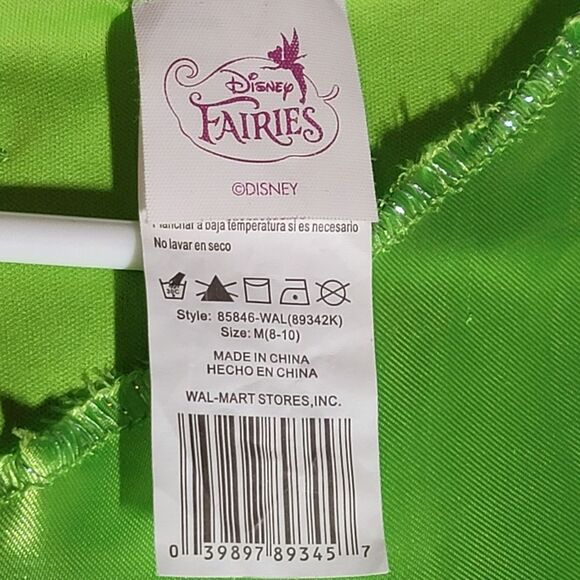 Disney
FAIRIES
©DISNEY
Planchar a baja temperatura si es necesario
No lavar en seco
30C
Style: 85846-WAL(89342K)
Size: M(8-10)
MADE IN CHINA
HECHO EN CHINA
WAL-MART STORES,INC.
0 39897 89345 7